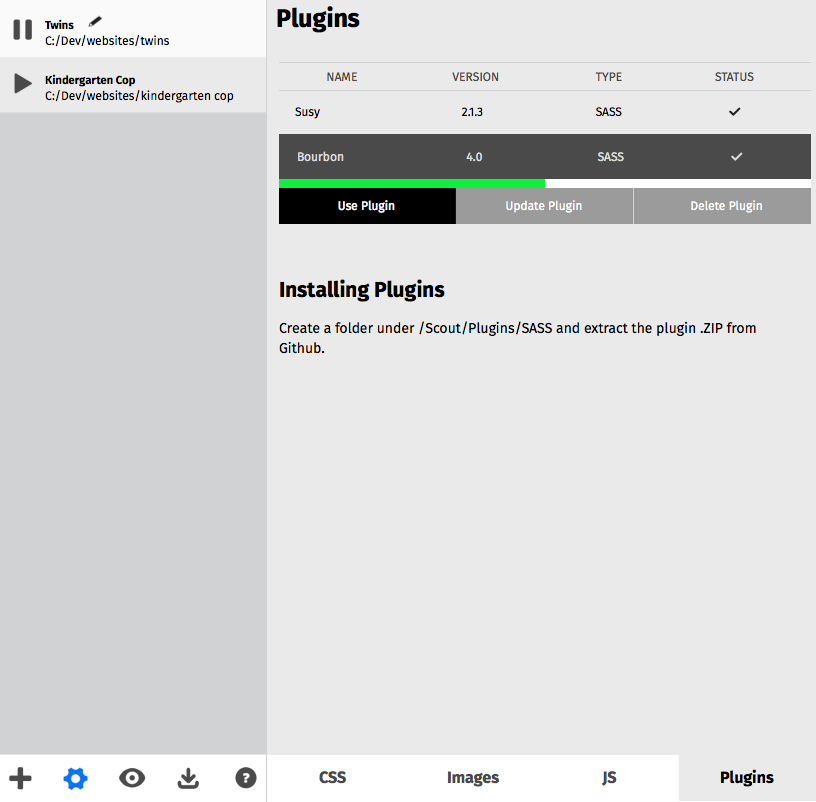 Twins
C:/Dev/websites/twins
Kindergarten Cop
C:/Dev/websites/kindergarten cop
Plugins
NAME VERSION TYPE STATUS
Susy 2.1.3 SASS
Bourbon 4.0 SASS
Use Plugin Update Plugin Delete Plugin
Installing Plugins
Create a folder under /Scout/Plugins/SASS and extract the plugin .ZIP from
Github.
?
CSS Images JS Plugins